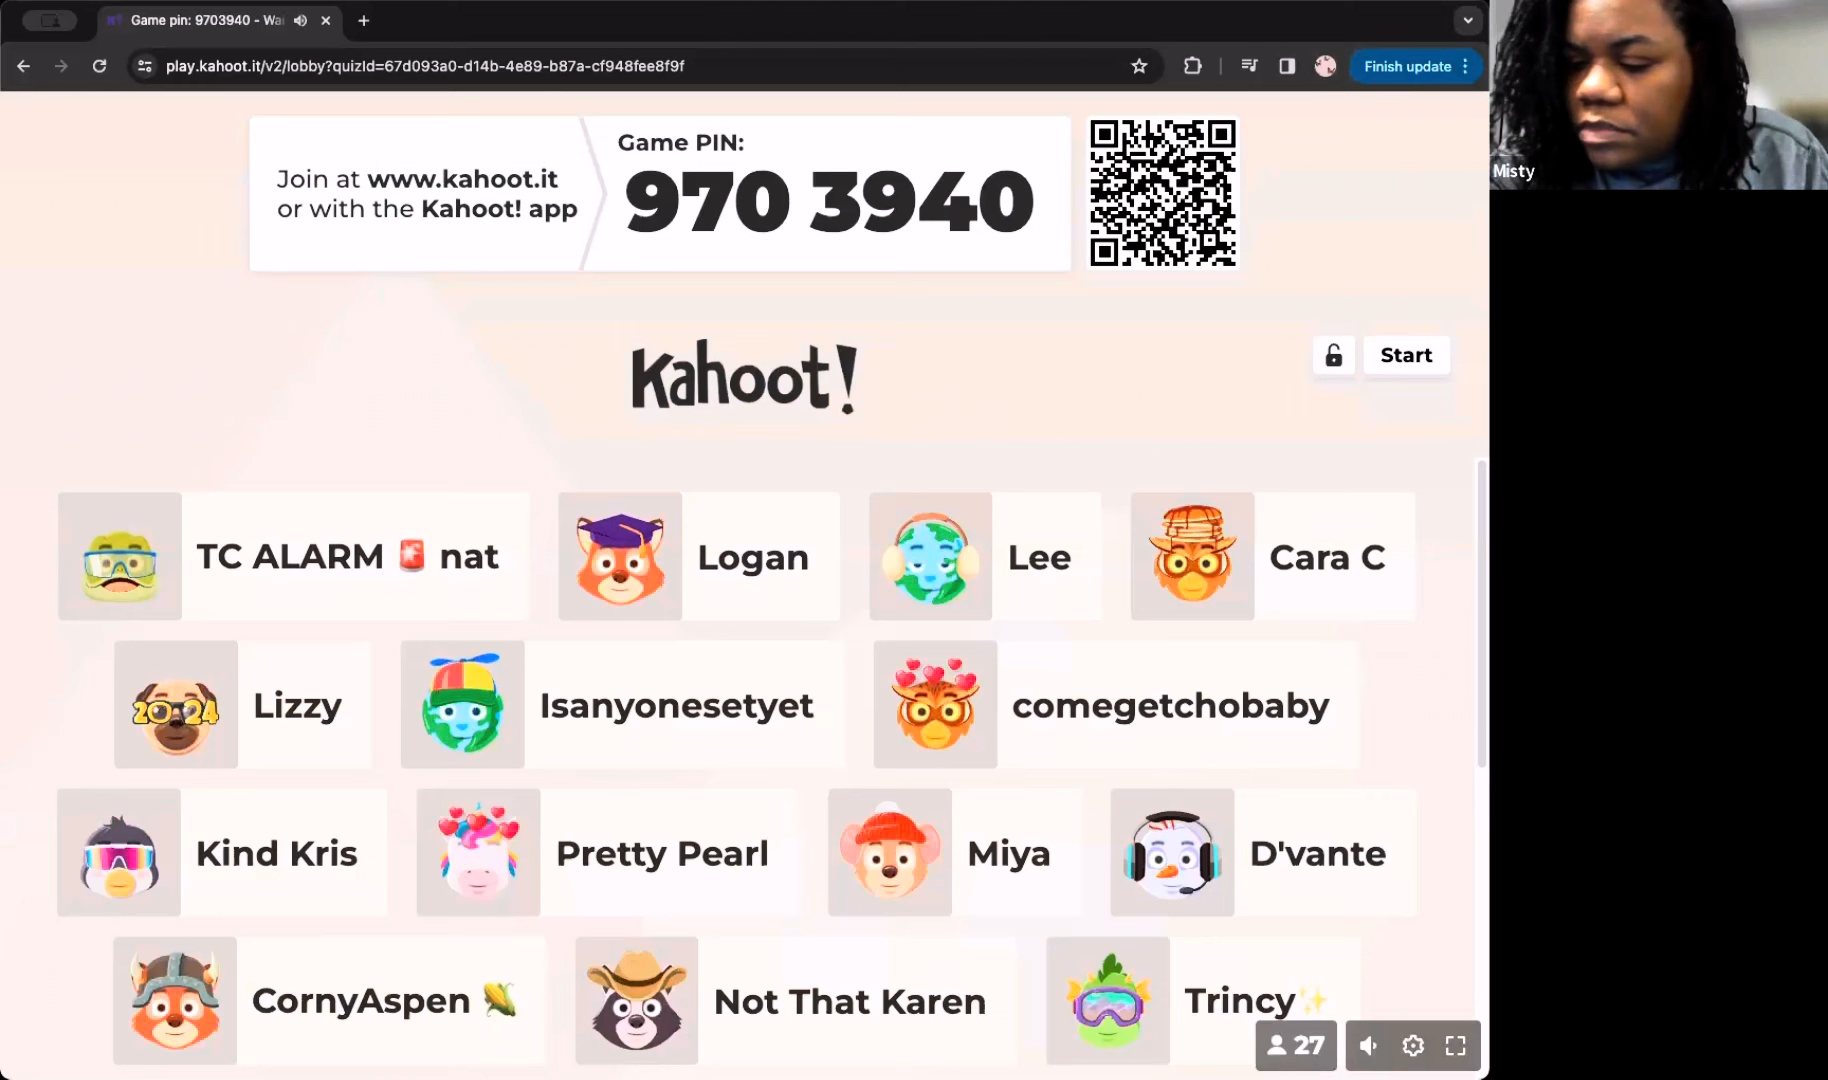 Game pin: 9703940 - Wai
play.kahoot.it/v2/lobby?quizId=67d093a0-d14b-4e89-b87a-cf948fee8f9f
Finish update
Misty
Join at www.kahoot.it
or with the Kahoot! app
Game PIN:
970 3940
Kahoot!
Start
TC ALARM 🚨 nat
Logan
Lee
Cara C
2024
Lizzy
Isanyonesetyet
comegetchobaby
Kind Kris
Pretty Pearl
Miya
D'vante
CornyAspen 🌽
Not That Karen
Trincy✨
27